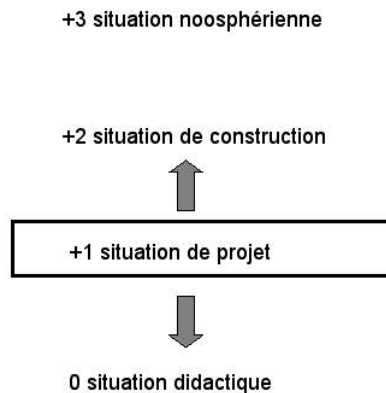 +3 situation noosphérienne
+2 situation de construction
+1 situation de projet
0 situation didactique